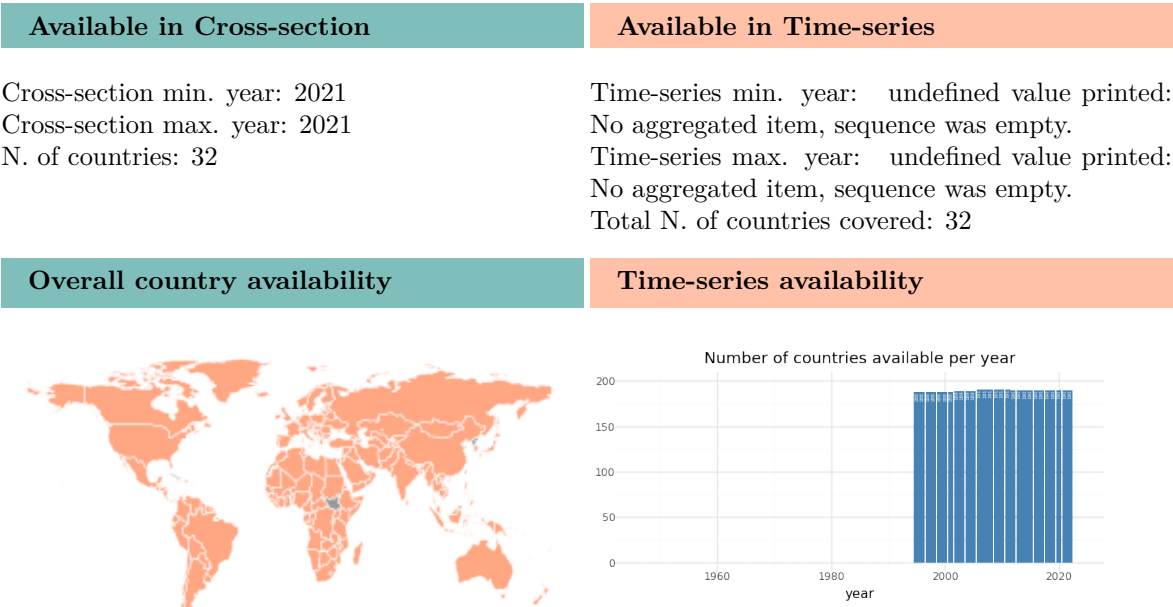 Available in Cross-section
Cross-section min. year: 2021
Cross-section max. year: 2021
N. of countries: 32
Available in Time-series
Time-series min. year: undefined value printed:
No aggregated item, sequence was empty.
Time-series max. year: undefined value printed:
No aggregated item, sequence was empty.
Total N. of countries covered: 32
Overall country availability
Time-series availability
Number of countries available per year
200
150
100
50
0
1960 1980 2000 2020
year